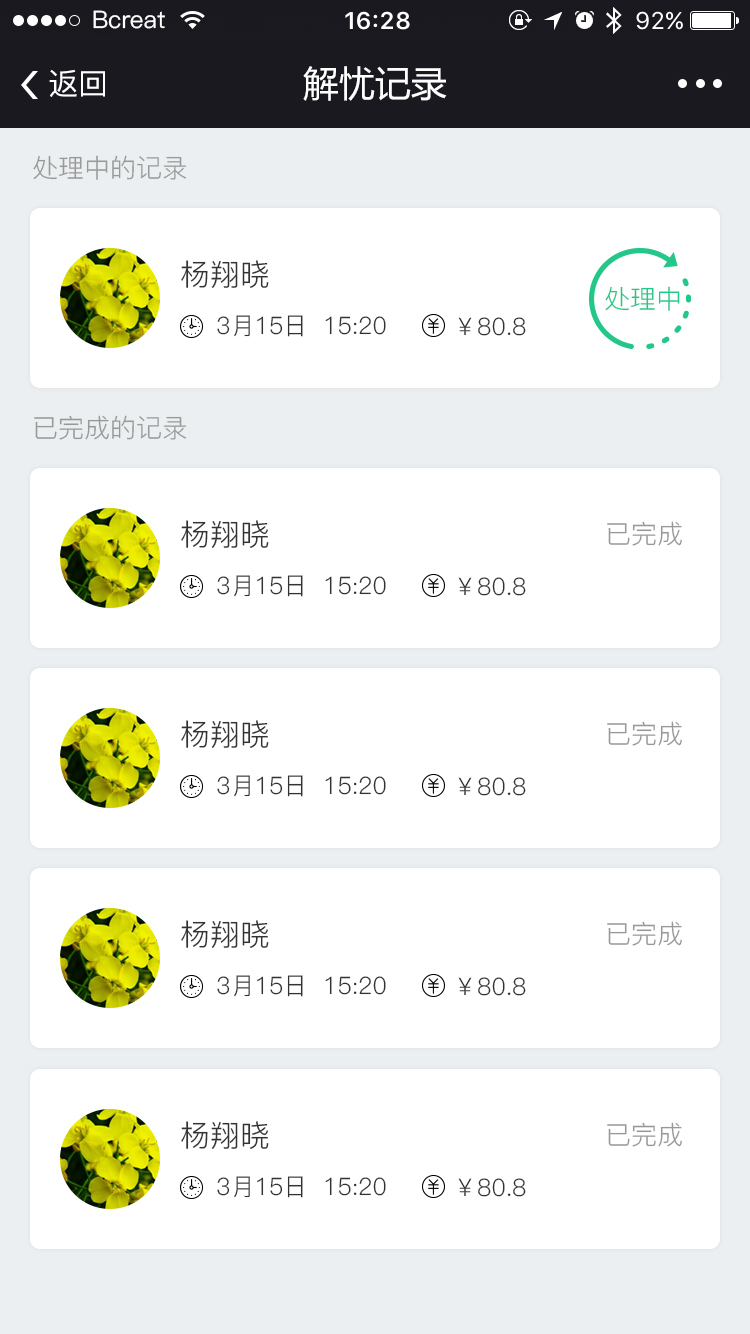 Bcreat 16:28 92%
返回 解忧记录
处理中的记录
杨翔晓
3月15日 15:20 ¥80.8
处理中
已完成的记录
杨翔晓 已完成
3月15日 15:20 ¥80.8
杨翔晓 已完成
3月15日 15:20 ¥80.8
杨翔晓 已完成
3月15日 15:20 ¥80.8
杨翔晓 已完成
3月15日 15:20 ¥80.8